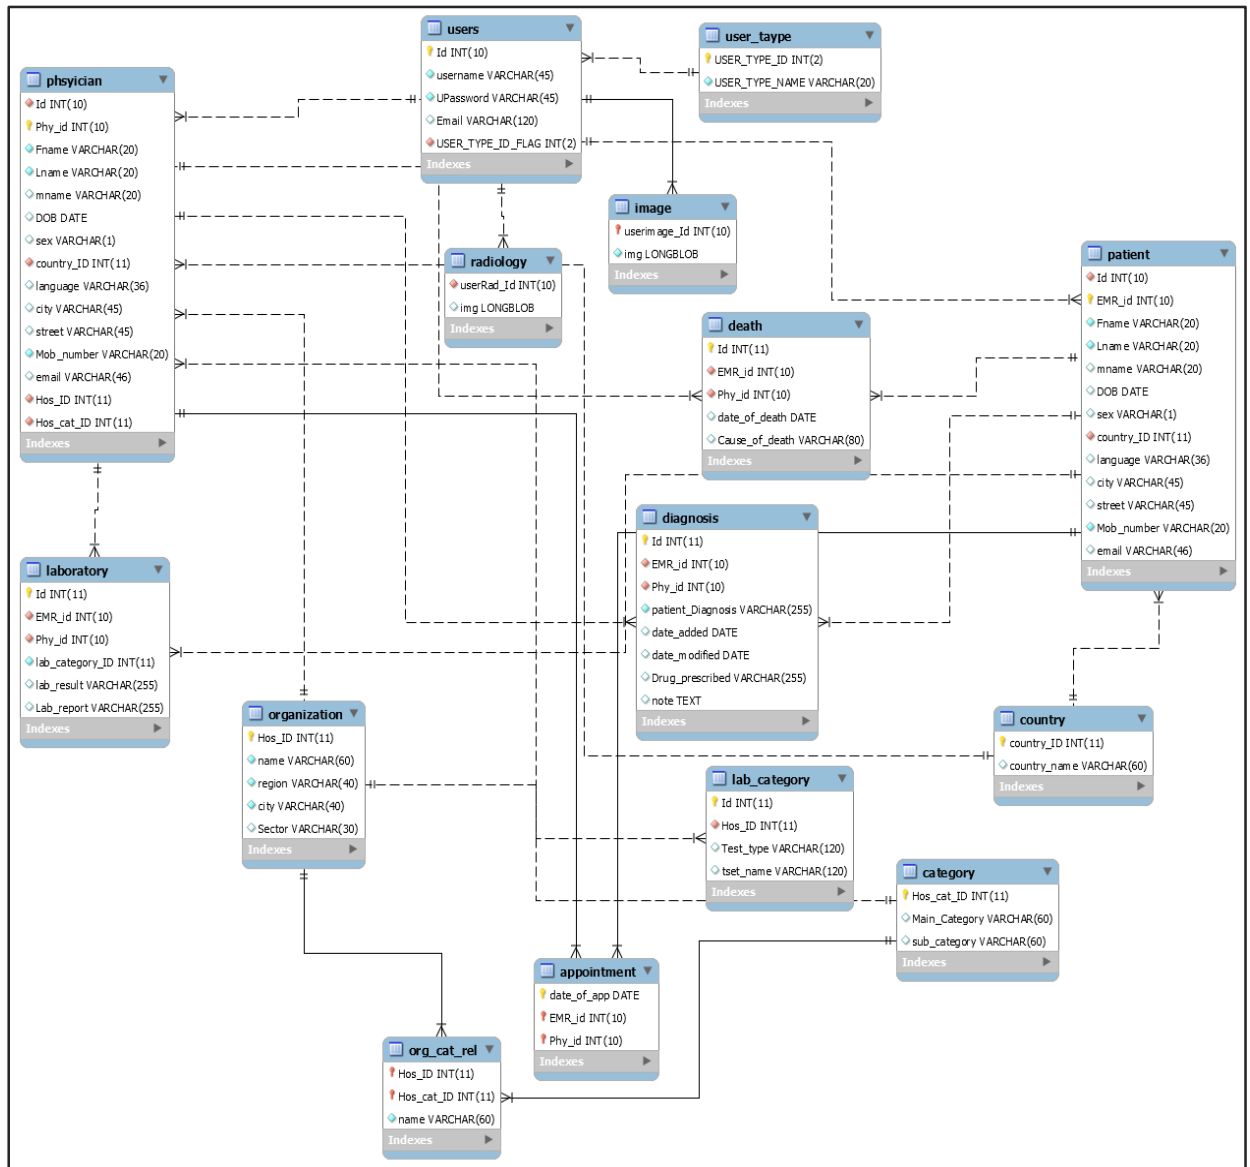 users
Id INT(10)
username VARCHAR(45)
UPassword VARCHAR(45)
Email VARCHAR(120)
USER_TYPE_ID_FLAG INT(2)
Indexes
user_taype
USER_TYPE_ID INT(2)
USER_TYPE_NAME VARCHAR(20)
Indexes
phsyician
Id INT(10)
Phy_id INT(10)
Fname VARCHAR(20)
Lname VARCHAR(20)
mname VARCHAR(20)
DOB DATE
sex VARCHAR(1)
country_ID INT(11)
language VARCHAR(36)
city VARCHAR(45)
street VARCHAR(45)
Mob_number VARCHAR(20)
email VARCHAR(46)
Hos_ID INT(11)
Hos_cat_ID INT(11)
Indexes
image
userimage_Id INT(10)
img LONGBLOB
Indexes
radiology
userRad_Id INT(10)
img LONGBLOB
Indexes
patient
Id INT(10)
EMR_id INT(10)
Fname VARCHAR(20)
Lname VARCHAR(20)
mname VARCHAR(20)
DOB DATE
sex VARCHAR(1)
country_ID INT(11)
language VARCHAR(36)
city VARCHAR(45)
street VARCHAR(45)
Mob_number VARCHAR(20)
email VARCHAR(46)
Indexes
death
Id INT(11)
EMR_id INT(10)
Phy_id INT(10)
date_of_death DATE
Cause_of_death VARCHAR(80)
Indexes
diagnosis
Id INT(11)
EMR_id INT(10)
Phy_id INT(10)
patient_Diagnosis VARCHAR(255)
date_added DATE
date_modified DATE
Drug_prescribed VARCHAR(255)
note TEXT
Indexes
laboratory
Id INT(11)
EMR_id INT(10)
Phy_id INT(10)
lab_category_ID INT(11)
lab_result VARCHAR(255)
Lab_report VARCHAR(255)
Indexes
organization
Hos_ID INT(11)
name VARCHAR(60)
region VARCHAR(40)
city VARCHAR(40)
Sector VARCHAR(30)
Indexes
country
country_ID INT(11)
country_name VARCHAR(60)
Indexes
lab_category
Id INT(11)
Hos_ID INT(11)
Test_type VARCHAR(120)
tset_name VARCHAR(120)
Indexes
category
Hos_cat_ID INT(11)
Main_Category VARCHAR(60)
sub_category VARCHAR(60)
Indexes
appointment
date_of_app DATE
EMR_id INT(10)
Phy_id INT(10)
Indexes
org_cat_rel
Hos_ID INT(11)
Hos_cat_ID INT(11)
name VARCHAR(60)
Indexes